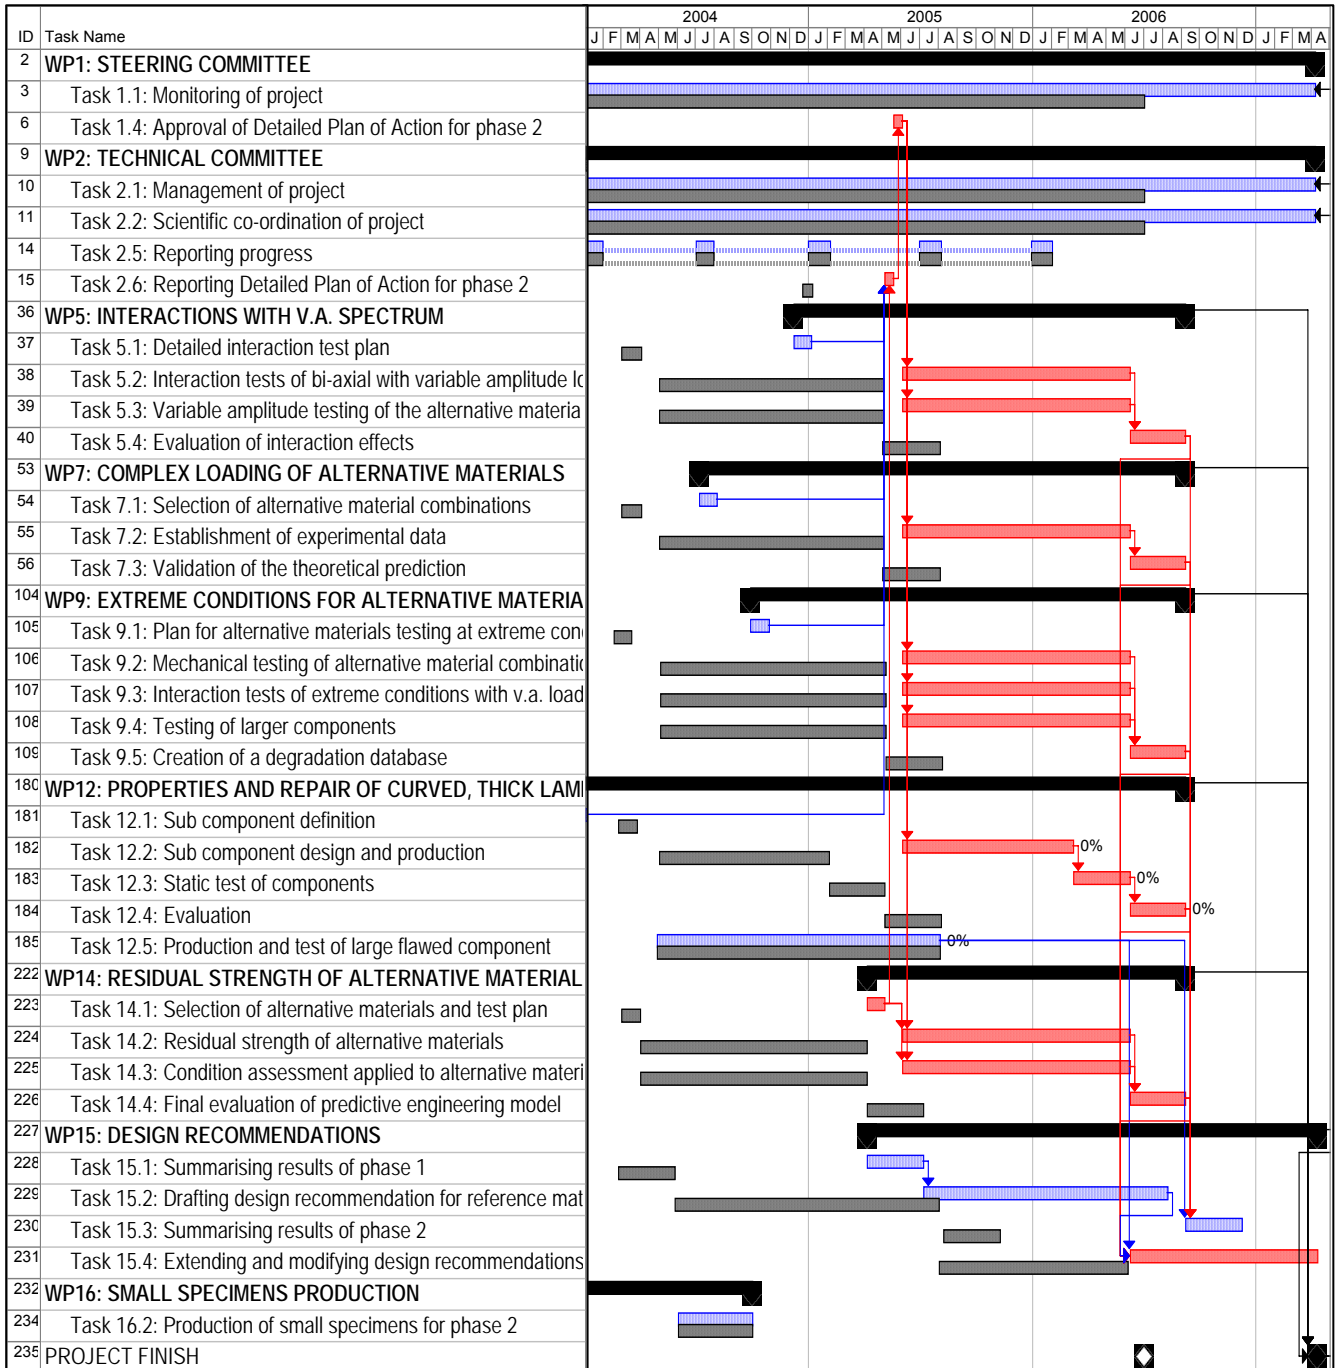 2004 2005 2006
ID Task Name J F M A M J J A S O N D J F M A M J J A S O N D J F M A M J J A S O N D J F M A
2 WP1: STEERING COMMITTEE
3 Task 1.1: Monitoring of project
6 Task 1.4: Approval of Detailed Plan of Action for phase 2
9 WP2: TECHNICAL COMMITTEE
10 Task 2.1: Management of project
11 Task 2.2: Scientific co-ordination of project
14 Task 2.5: Reporting progress
15 Task 2.6: Reporting Detailed Plan of Action for phase 2
36 WP5: INTERACTIONS WITH V.A. SPECTRUM
37 Task 5.1: Detailed interaction test plan
38 Task 5.2: Interaction tests of bi-axial with variable amplitude lo
39 Task 5.3: Variable amplitude testing of the alternative materia
40 Task 5.4: Evaluation of interaction effects
53 WP7: COMPLEX LOADING OF ALTERNATIVE MATERIALS
54 Task 7.1: Selection of alternative material combinations
55 Task 7.2: Establishment of experimental data
56 Task 7.3: Validation of the theoretical prediction
104 WP9: EXTREME CONDITIONS FOR ALTERNATIVE MATERIA
105 Task 9.1: Plan for alternative materials testing at extreme con
106 Task 9.2: Mechanical testing of alternative material combinatio
107 Task 9.3: Interaction tests of extreme conditions with v.a. load
108 Task 9.4: Testing of larger components
109 Task 9.5: Creation of a degradation database
180 WP12: PROPERTIES AND REPAIR OF CURVED, THICK LAMI
181 Task 12.1: Sub component definition
182 Task 12.2: Sub component design and production 0%
183 Task 12.3: Static test of components 0%
184 Task 12.4: Evaluation 0%
185 Task 12.5: Production and test of large flawed component 0%
222 WP14: RESIDUAL STRENGTH OF ALTERNATIVE MATERIAL
223 Task 14.1: Selection of alternative materials and test plan
224 Task 14.2: Residual strength of alternative materials
225 Task 14.3: Condition assessment applied to alternative materi
226 Task 14.4: Final evaluation of predictive engineering model
227 WP15: DESIGN RECOMMENDATIONS
228 Task 15.1: Summarising results of phase 1
229 Task 15.2: Drafting design recommendation for reference mat
230 Task 15.3: Summarising results of phase 2
231 Task 15.4: Extending and modifying design recommendations
232 WP16: SMALL SPECIMENS PRODUCTION
234 Task 16.2: Production of small specimens for phase 2
235 PROJECT FINISH